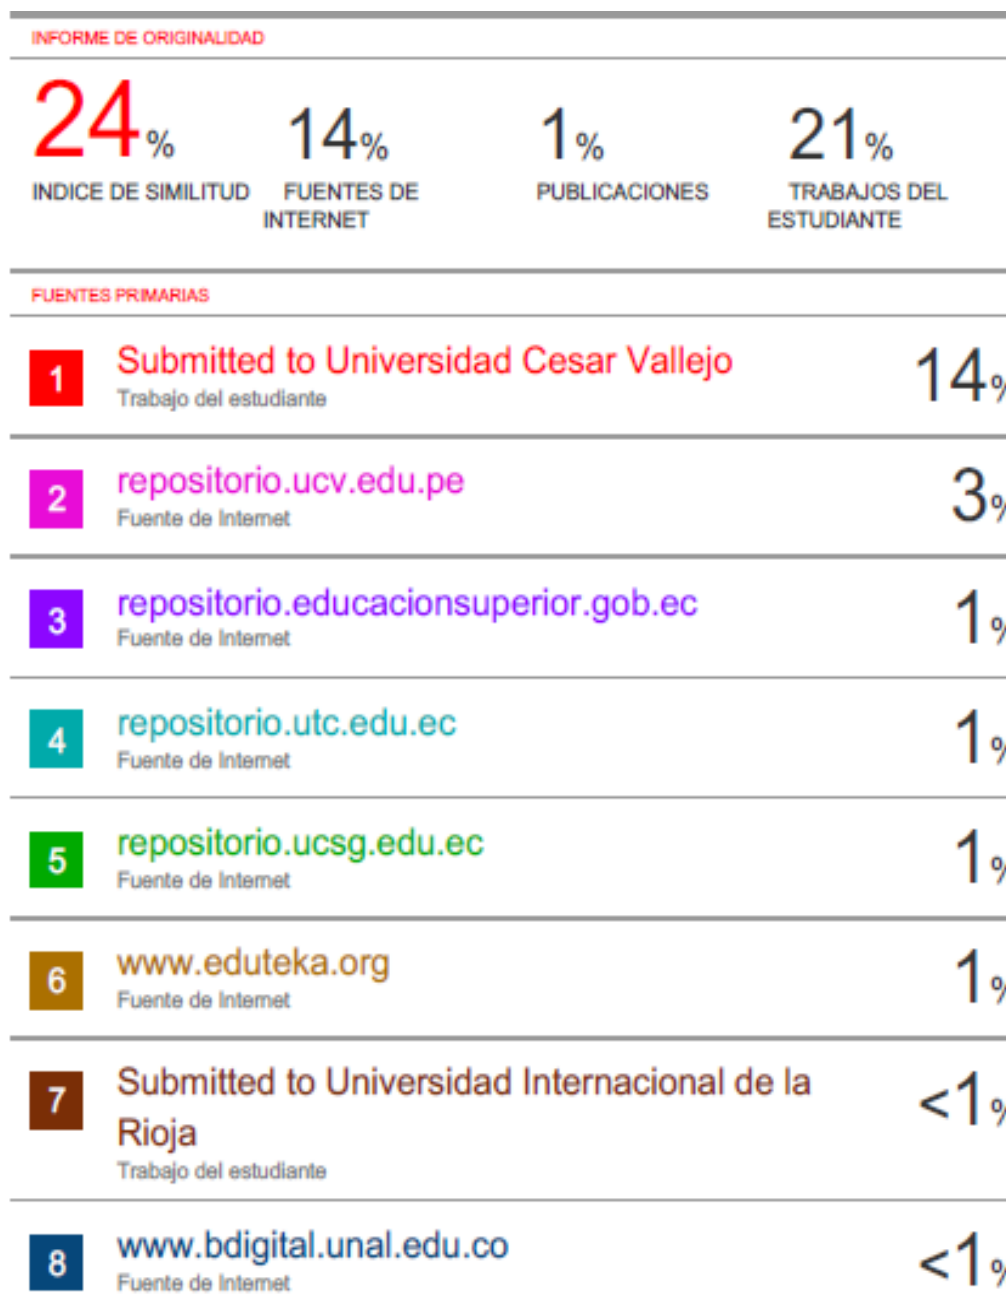 INFORME DE ORIGINALIDAD
24% 14% 1% 21%
INDICE DE SIMILITUD FUENTES DE PUBLICACIONES TRABAJOS DEL
INTERNET ESTUDIANTE
FUENTES PRIMARIAS
1 Submitted to Universidad Cesar Vallejo 14%
Trabajo del estudiante
2 repositorio.ucv.edu.pe 3%
Fuente de Internet
3 repositorio.educacionsuperior.gob.ec 1%
Fuente de Internet
4 repositorio.utc.edu.ec 1%
Fuente de Internet
5 repositorio.ucsg.edu.ec 1%
Fuente de Internet
6 www.eduteka.org 1%
Fuente de Internet
7 Submitted to Universidad Internacional de la <1%
Rioja
Trabajo del estudiante
8 www.bdigital.unal.edu.co <1%
Fuente de Internet